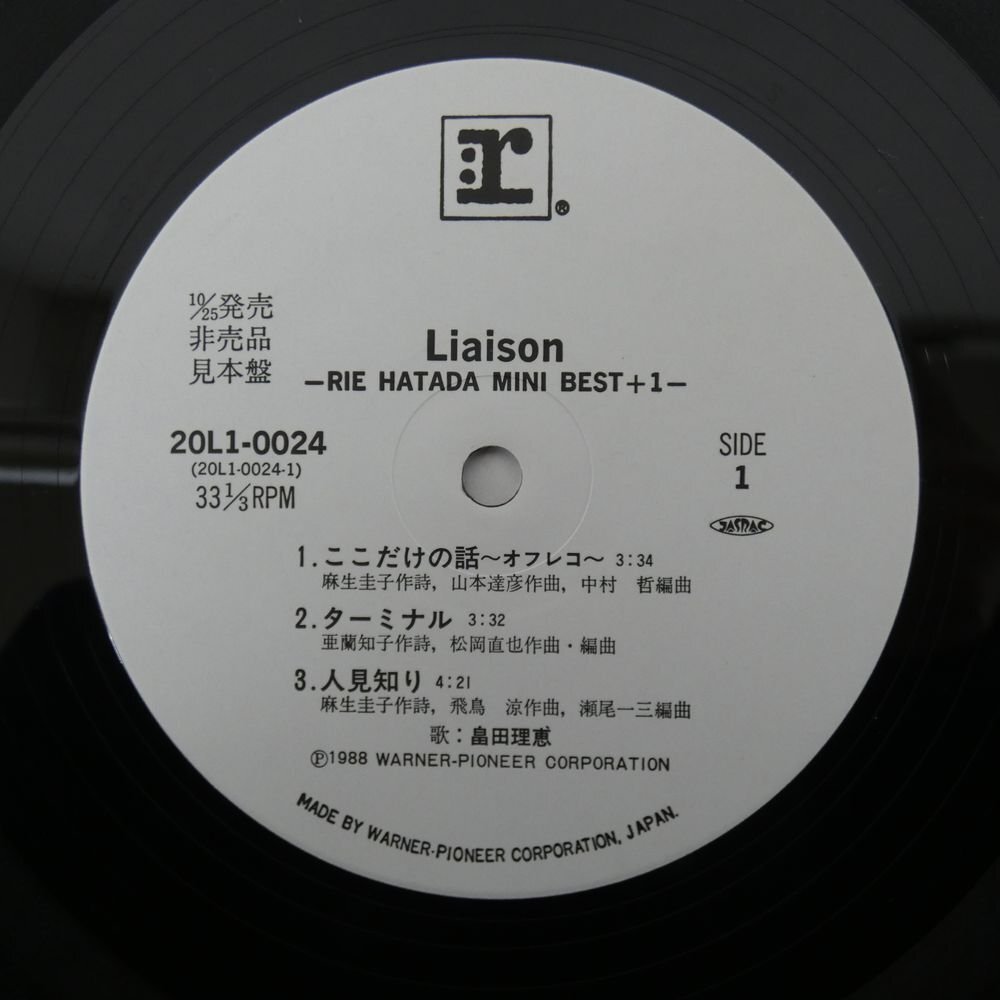 r
®
10/25発売
非売品
見本盤
Liaison
—RIE HATADA MINI BEST+1—
20L1-0024
(20L1-0024-1)
33 1/3 RPM
SIDE
1
JASRAC
1.ここだけの話〜オフレコ〜 3:34
麻生圭子作詩, 山本達彦作曲, 中村 哲編曲
2.ターミナル 3:32
亜蘭知子作詩, 松岡直也作曲・編曲
3.人見知り 4:21
麻生圭子作詩, 飛鳥 涼作曲, 瀬尾一三編曲
歌:畠田理恵
℗1988 WARNER-PIONEER CORPORATION
MADE BY WARNER-PIONEER CORPORATION, JAPAN.